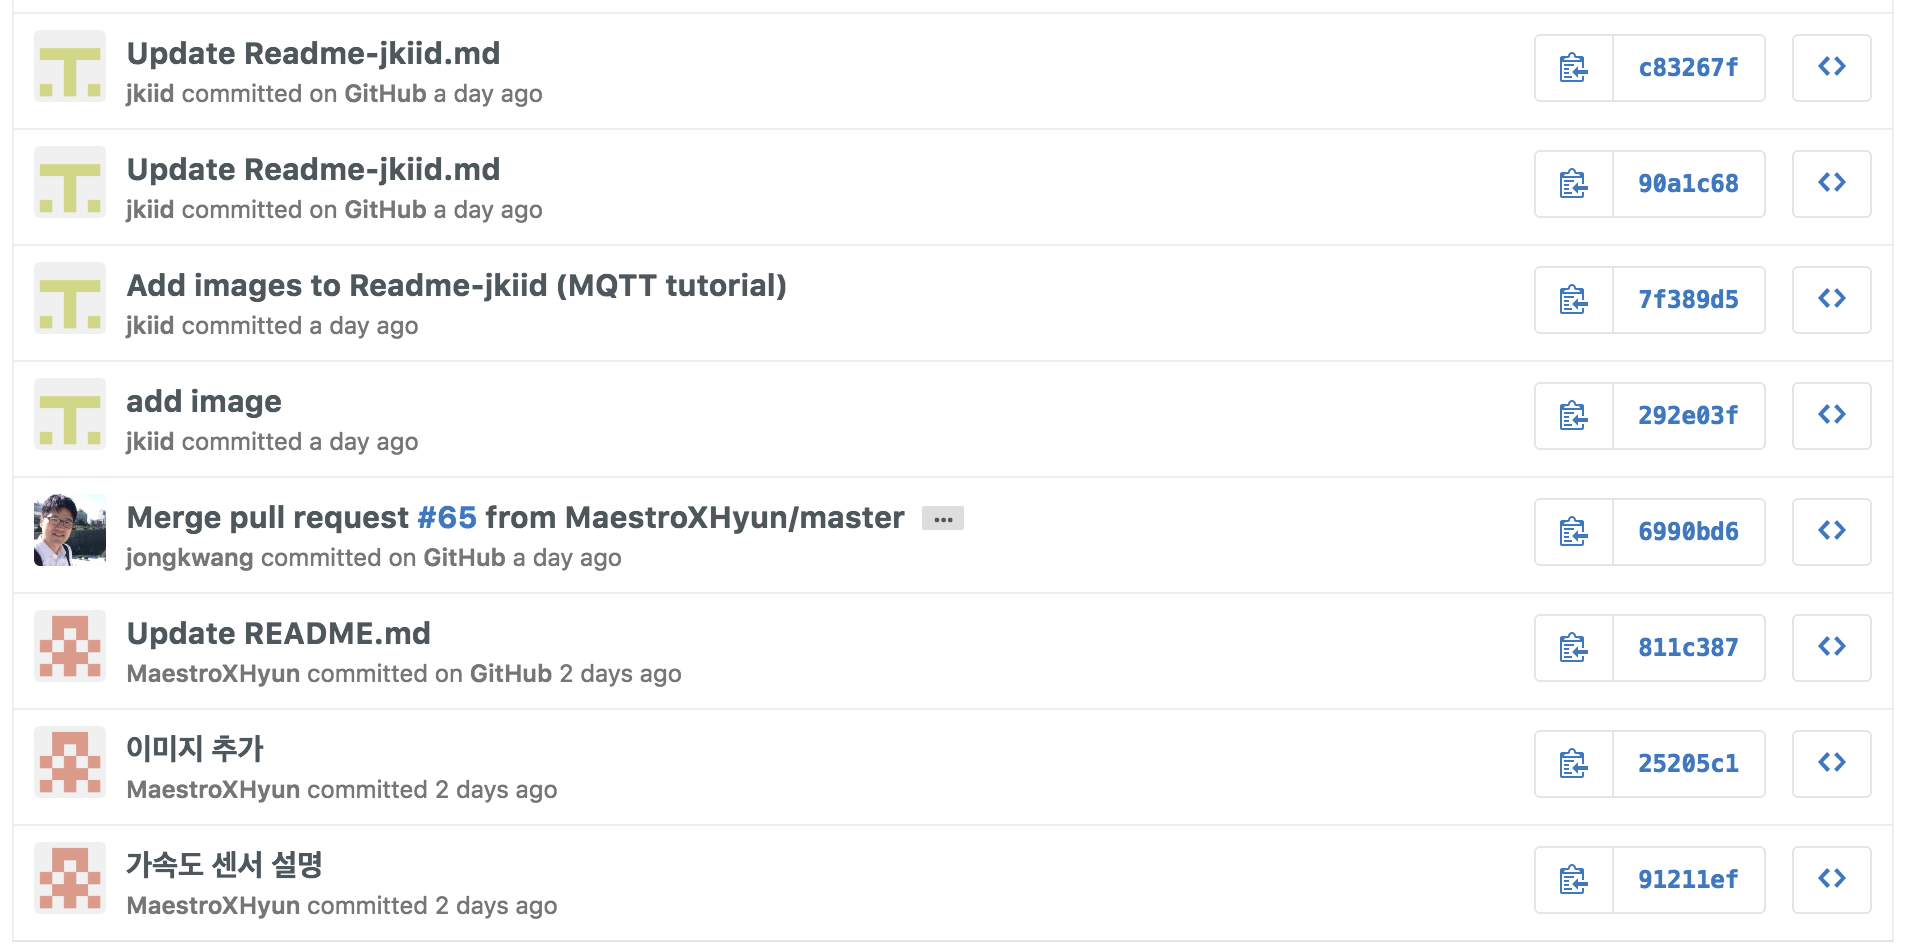 Update Readme-jkiid.md
jkiid committed on GitHub a day ago
c83267f
Update Readme-jkiid.md
jkiid committed on GitHub a day ago
90a1c68
Add images to Readme-jkiid (MQTT tutorial)
jkiid committed a day ago
7f389d5
add image
jkiid committed a day ago
292e03f
Merge pull request #65 from MaestroXHyun/master ...
jongkwang committed on GitHub a day ago
6990bd6
Update README.md
MaestroXHyun committed on GitHub 2 days ago
811c387
이미지 추가
MaestroXHyun committed 2 days ago
25205c1
가속도 센서 설명
MaestroXHyun committed 2 days ago
91211ef